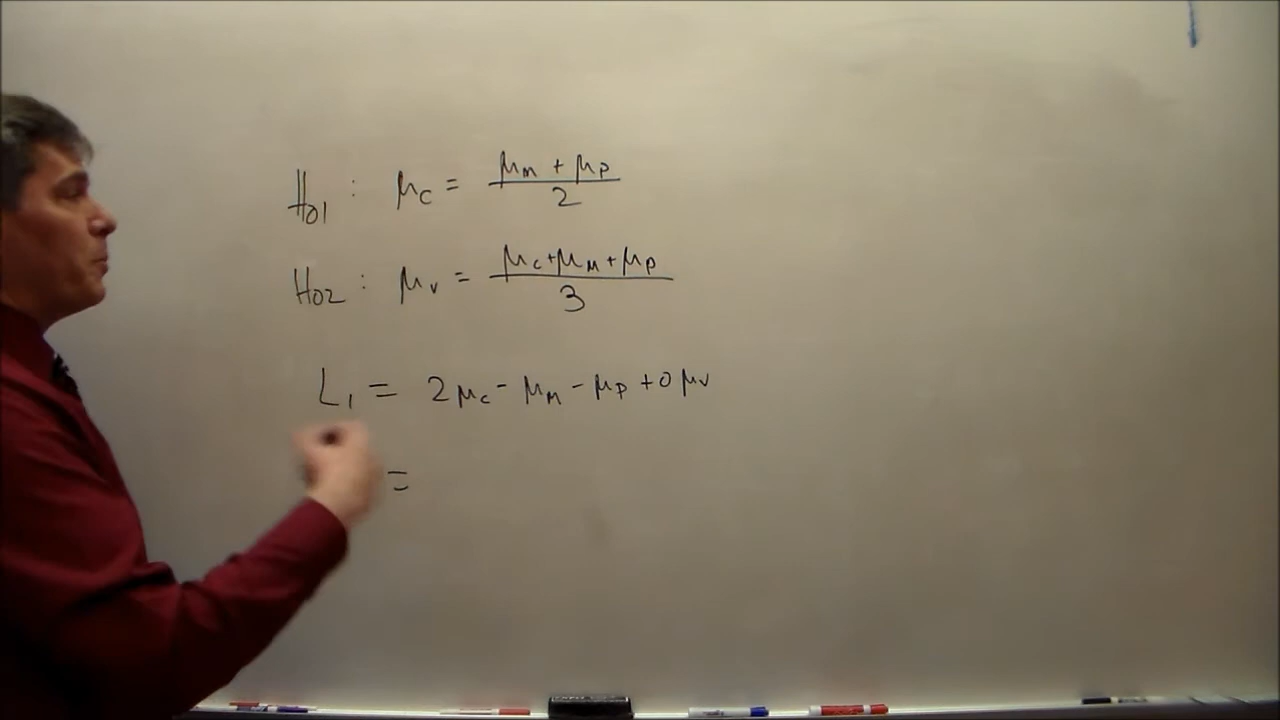 H01 : μc = (μm + μp)/2
H02 : μv = (μc+μM+μp)/3
L1 = 2μc - μM - μp + 0μv
=